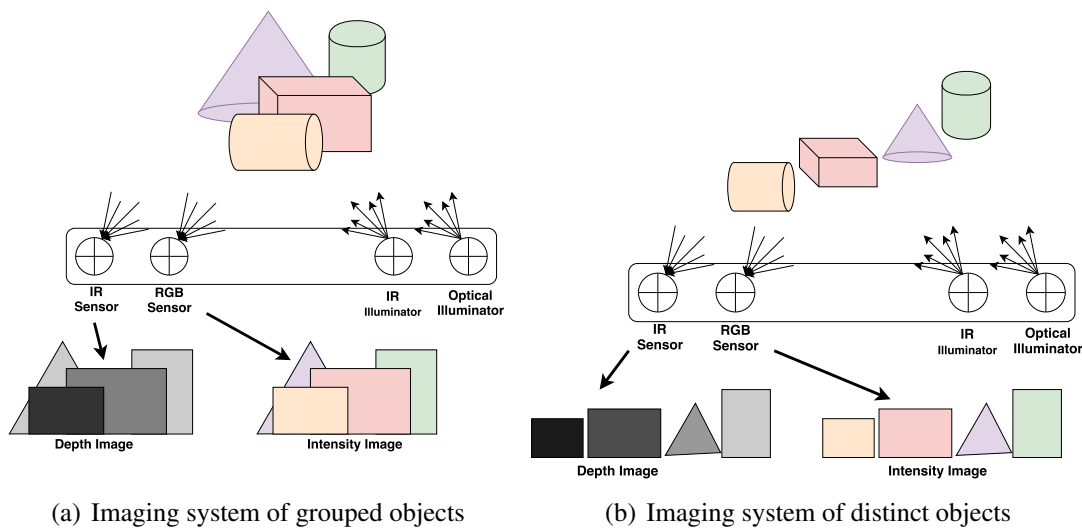 IR
Sensor
RGB
Sensor
IR
Illuminator
Optical
Illuminator
Depth Image
Intensity Image
(a) Imaging system of grouped objects
IR
Sensor
RGB
Sensor
IR
Illuminator
Optical
Illuminator
Depth Image
Intensity Image
(b) Imaging system of distinct objects